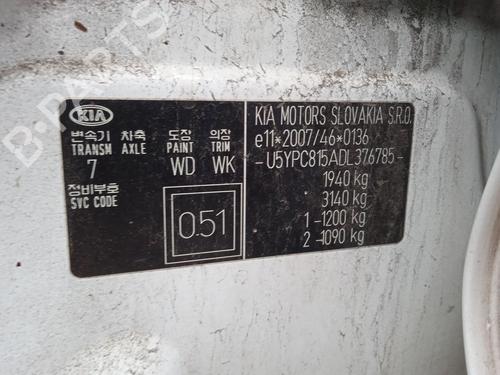 B-PARTS
KIA
변속기 차축 도장 의장
TRANSM AXLE PAINT TRIM
7 WD WK
정비부호
SVC CODE
0.51
KIA MOTORS SLOVAKIA S.R.O.
e11*2007/46*0136
-U5YPC815ADL376785-
1940 kg
3140 kg
1-1200 kg
2-1090 kg